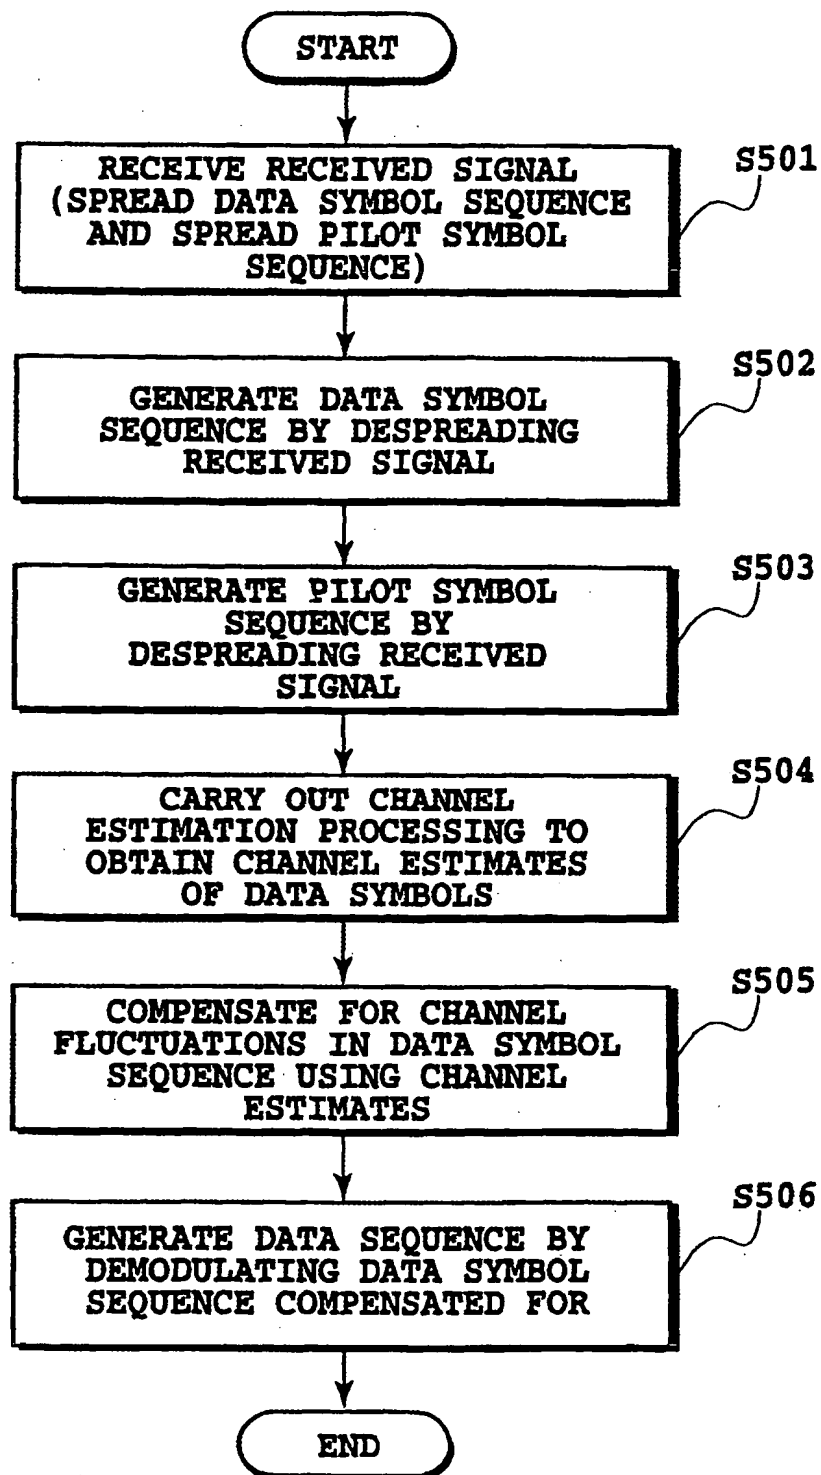 START
RECEIVE RECEIVED SIGNAL
(SPREAD DATA SYMBOL SEQUENCE
AND SPREAD PILOT SYMBOL
SEQUENCE)
S501
GENERATE DATA SYMBOL
SEQUENCE BY DESPREADING
RECEIVED SIGNAL
S502
GENERATE PILOT SYMBOL
SEQUENCE BY
DESPREADING RECEIVED
SIGNAL
S503
CARRY OUT CHANNEL
ESTIMATION PROCESSING TO
OBTAIN CHANNEL ESTIMATES
OF DATA SYMBOLS
S504
COMPENSATE FOR CHANNEL
FLUCTUATIONS IN DATA SYMBOL
SEQUENCE USING CHANNEL
ESTIMATES
S505
GENERATE DATA SEQUENCE BY
DEMODULATING DATA SYMBOL
SEQUENCE COMPENSATED FOR
S506
END